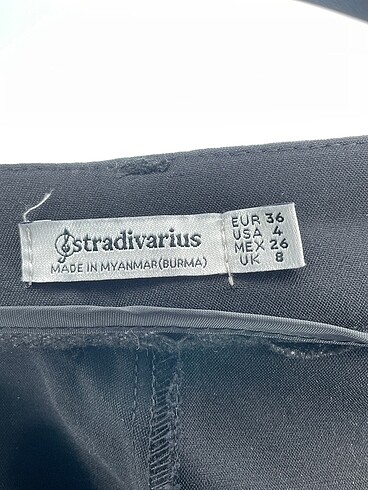 stradivarius
MADE IN MYANMAR(BURMA)
EUR 36
USA 4
MEX 26
UK 8